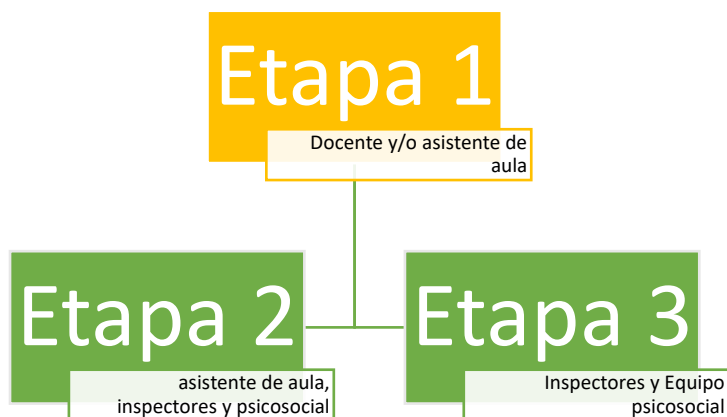 Etapa 1
Docente y/o asistente de
aula
Etapa 2
asistente de aula,
inspectores y psicosocial
Etapa 3
Inspectores y Equipo
psicosocial